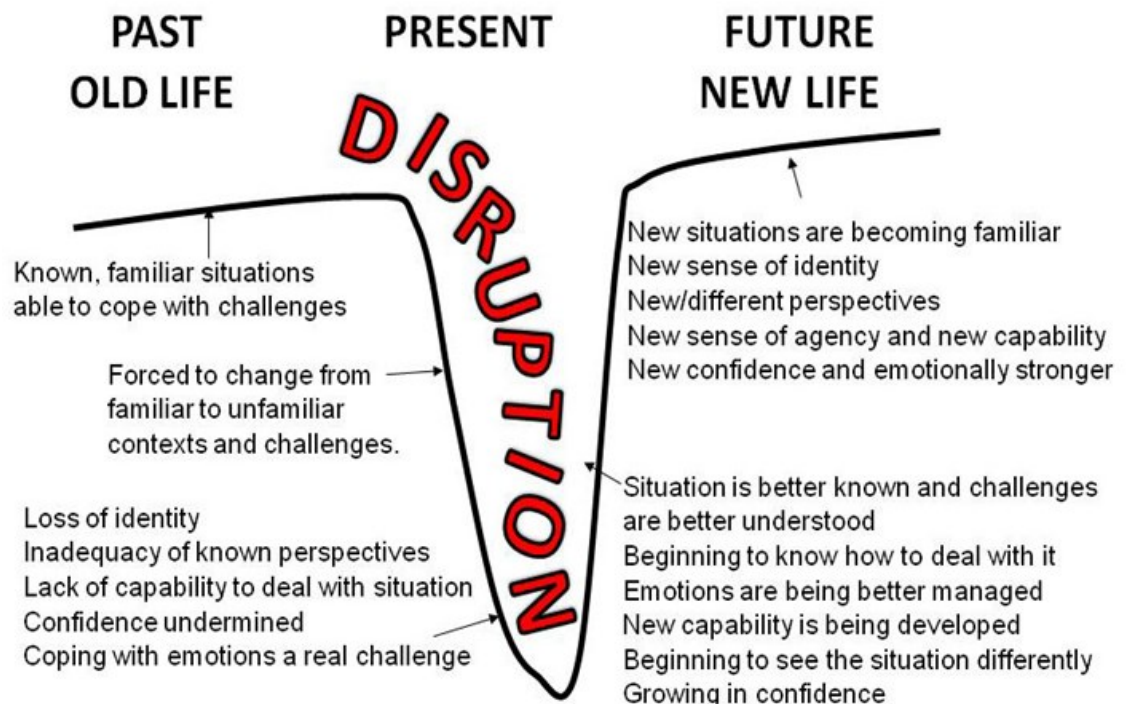 PAST
OLD LIFE
PRESENT
FUTURE
NEW LIFE
DISRUPTION
Known, familiar situations
able to cope with challenges
Forced to change from
familiar to unfamiliar
contexts and challenges.
Loss of identity
Inadequacy of known perspectives
Lack of capability to deal with situation
Confidence undermined
Coping with emotions a real challenge
New situations are becoming familiar
New sense of identity
New/different perspectives
New sense of agency and new capability
New confidence and emotionally stronger
Situation is better known and challenges
are better understood
Beginning to know how to deal with it
Emotions are being better managed
New capability is being developed
Beginning to see the situation differently
Growing in confidence